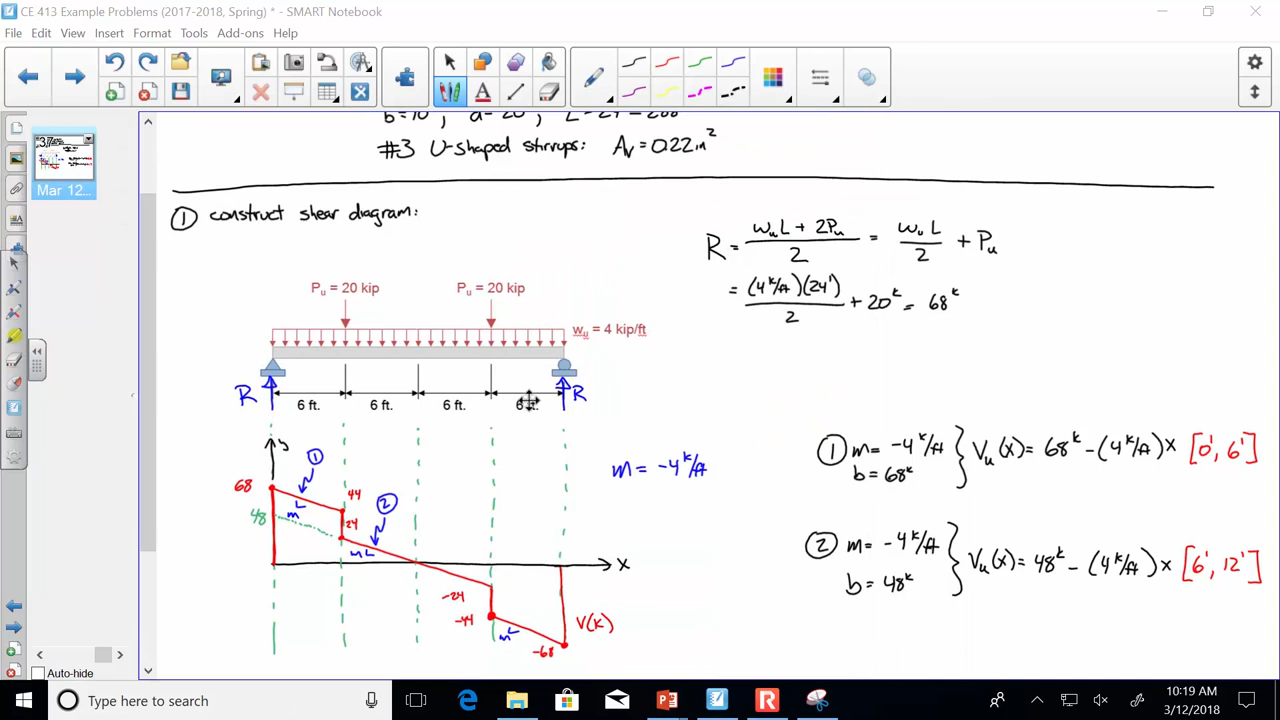 CE 413 Example Problems (2017-2018, Spring) * - SMART Notebook
File Edit View Insert Format Tools Add-ons Help
#3 U-shaped stirrups: Av = 0.22 in²
① construct shear diagram:
R = (wu L + 2Pu) / 2 = wu L / 2 + Pu
= (4 k/ft)(24') / 2 + 20k = 68k
Pu = 20 kip Pu = 20 kip
wu = 4 kip/ft
R R
6 ft. 6 ft. 6 ft. 6 ft.
m = -4 k/ft
① m = -4 k/ft
b = 68k
Vu(x) = 68k - (4 k/ft)x [0', 6']
② m = -4 k/ft
b = 48k
Vu(x) = 48k - (4 k/ft)x [6', 12']
68 ① 44
48 m 24 ②
m x
-24
-44 V(k)
m
-68
Mar 12...
Auto-hide
Type here to search
10:19 AM
3/12/2018